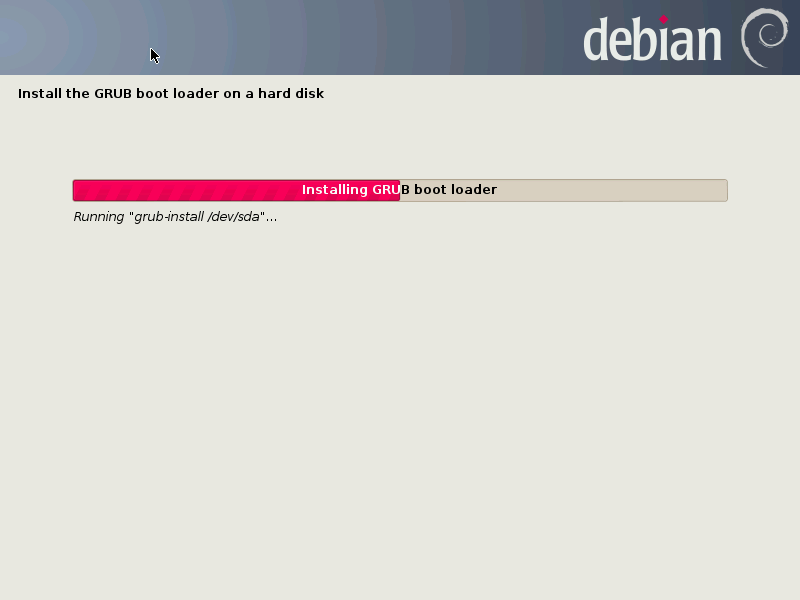 debian
Install the GRUB boot loader on a hard disk
Installing GRUB boot loader
Running "grub-install /dev/sda"...